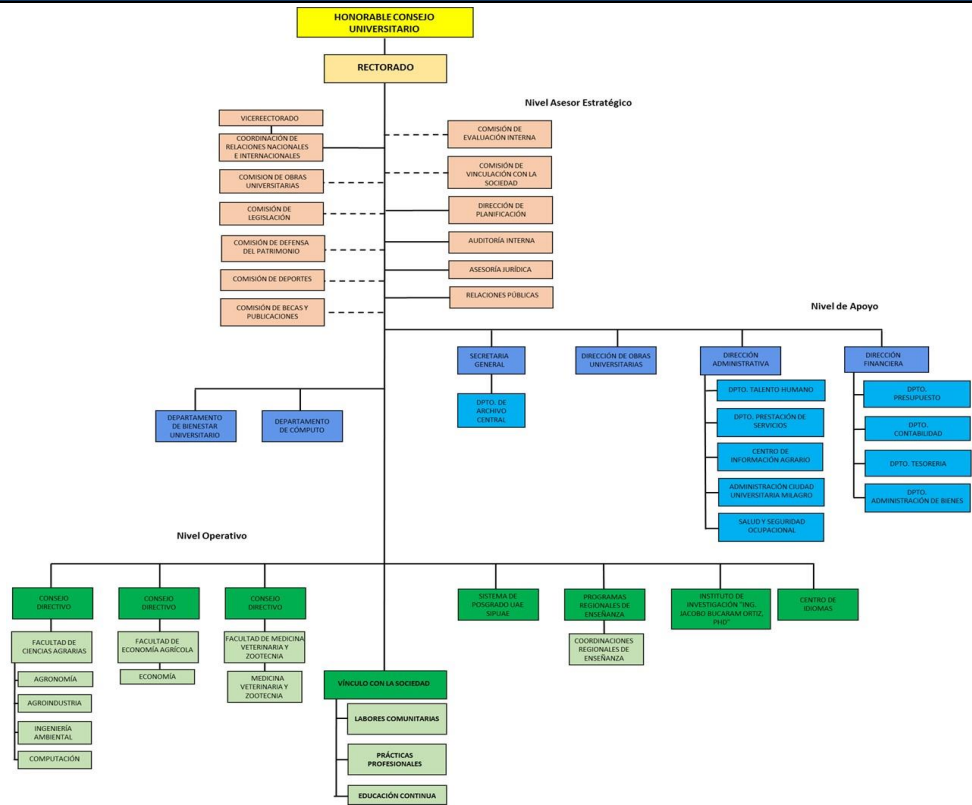 HONORABLE CONSEJO
UNIVERSITARIO
RECTORADO
Nivel Asesor Estratégico
VICEREECTORADO
COORDINACIÓN DE
RELACIONES NACIONALES
E INTERNACIONALES
COMISION DE OBRAS
UNIVERSITARIAS
COMISIÓN DE
LEGISLACIÓN
COMISIÓN DE DEFENSA
DEL PATRIMONIO
COMISIÓN DE DEPORTES
COMISIÓN DE BECAS Y
PUBLICACIONES
COMISIÓN DE
EVALUACIÓN INTERNA
COMISIÓN DE
VINCULACIÓN CON LA
SOCIEDAD
DIRECCIÓN DE
PLANIFICACIÓN
AUDITORÍA INTERNA
ASESORÍA JURÍDICA
RELACIONES PÚBLICAS
Nivel de Apoyo
SECRETARIA
GENERAL
DPTO. DE
ARCHIVO
CENTRAL
DIRECCIÓN DE OBRAS
UNIVERSITARIAS
DIRECCIÓN
ADMINISTRATIVA
DPTO. TALENTO HUMANO
DPTO. PRESTACIÓN DE
SERVICIOS
CENTRO DE
INFORMACIÓN AGRARIO
ADMINISTRACIÓN CIUDAD
UNIVERSITARIA MILAGRO
SALUD Y SEGURIDAD
OCUPACIONAL
DIRECCIÓN
FINANCIERA
DPTO.
PRESUPUESTO
DPTO.
CONTABILIDAD
DPTO. TESORERIA
DPTO.
ADMINISTRACIÓN DE BIENES
DEPARTAMENTO
DE BIENESTAR
UNIVERSITARIO
DEPARTAMENTO
DE CÓMPUTO
Nivel Operativo
CONSEJO
DIRECTIVO
FACULTAD DE
CIENCIAS AGRARIAS
AGRONOMÍA
AGROINDUSTRIA
INGENIERÍA
AMBIENTAL
COMPUTACIÓN
CONSEJO
DIRECTIVO
FACULTAD DE
ECONOMÍA AGRÍCOLA
ECONOMÍA
CONSEJO
DIRECTIVO
FACULTAD DE MEDICINA
VETERINARIA Y
ZOOTECNIA
MEDICINA
VETERINARIA Y
ZOOTECNIA
VÍNCULO CON LA SOCIEDAD
LABORES COMUNITARIAS
PRÁCTICAS
PROFESIONALES
EDUCACIÓN CONTINUA
SISTEMA DE
POSGRADO UAE
SIPUAE
PROGRAMAS
REGIONALES DE
ENSEÑANZA
COORDINACIONES
REGIONALES DE
ENSEÑANZA
INSTITUTO DE
INVESTIGACIÓN "ING.
JACOBO BUCARAM ORTIZ,
PHD"
CENTRO DE
IDIOMAS